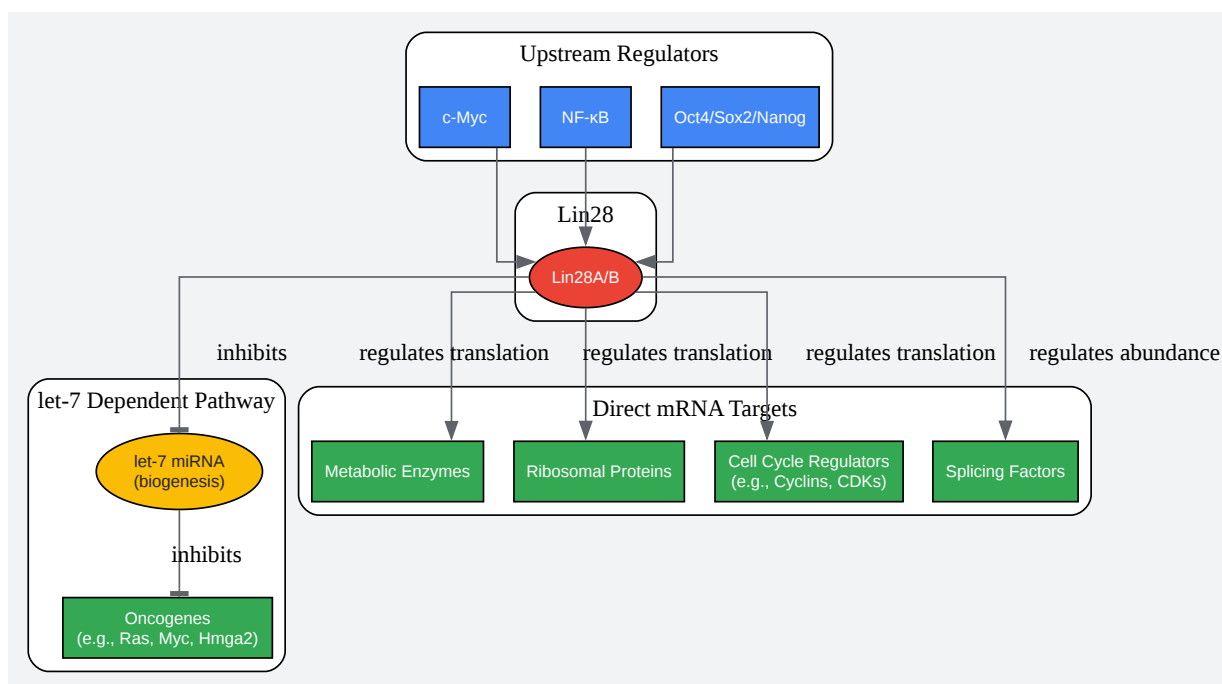 Upstream Regulators
c-Myc
NF-κB
Oct4/Sox2/Nanog
Lin28
Lin28A/B
inhibits
regulates translation
regulates translation
regulates translation
regulates abundance
let-7 Dependent Pathway
let-7 miRNA
(biogenesis)
inhibits
Oncogenes
(e.g., Ras, Myc, Hmga2)
Direct mRNA Targets
Metabolic Enzymes
Ribosomal Proteins
Cell Cycle Regulators
(e.g., Cyclins, CDKs)
Splicing Factors